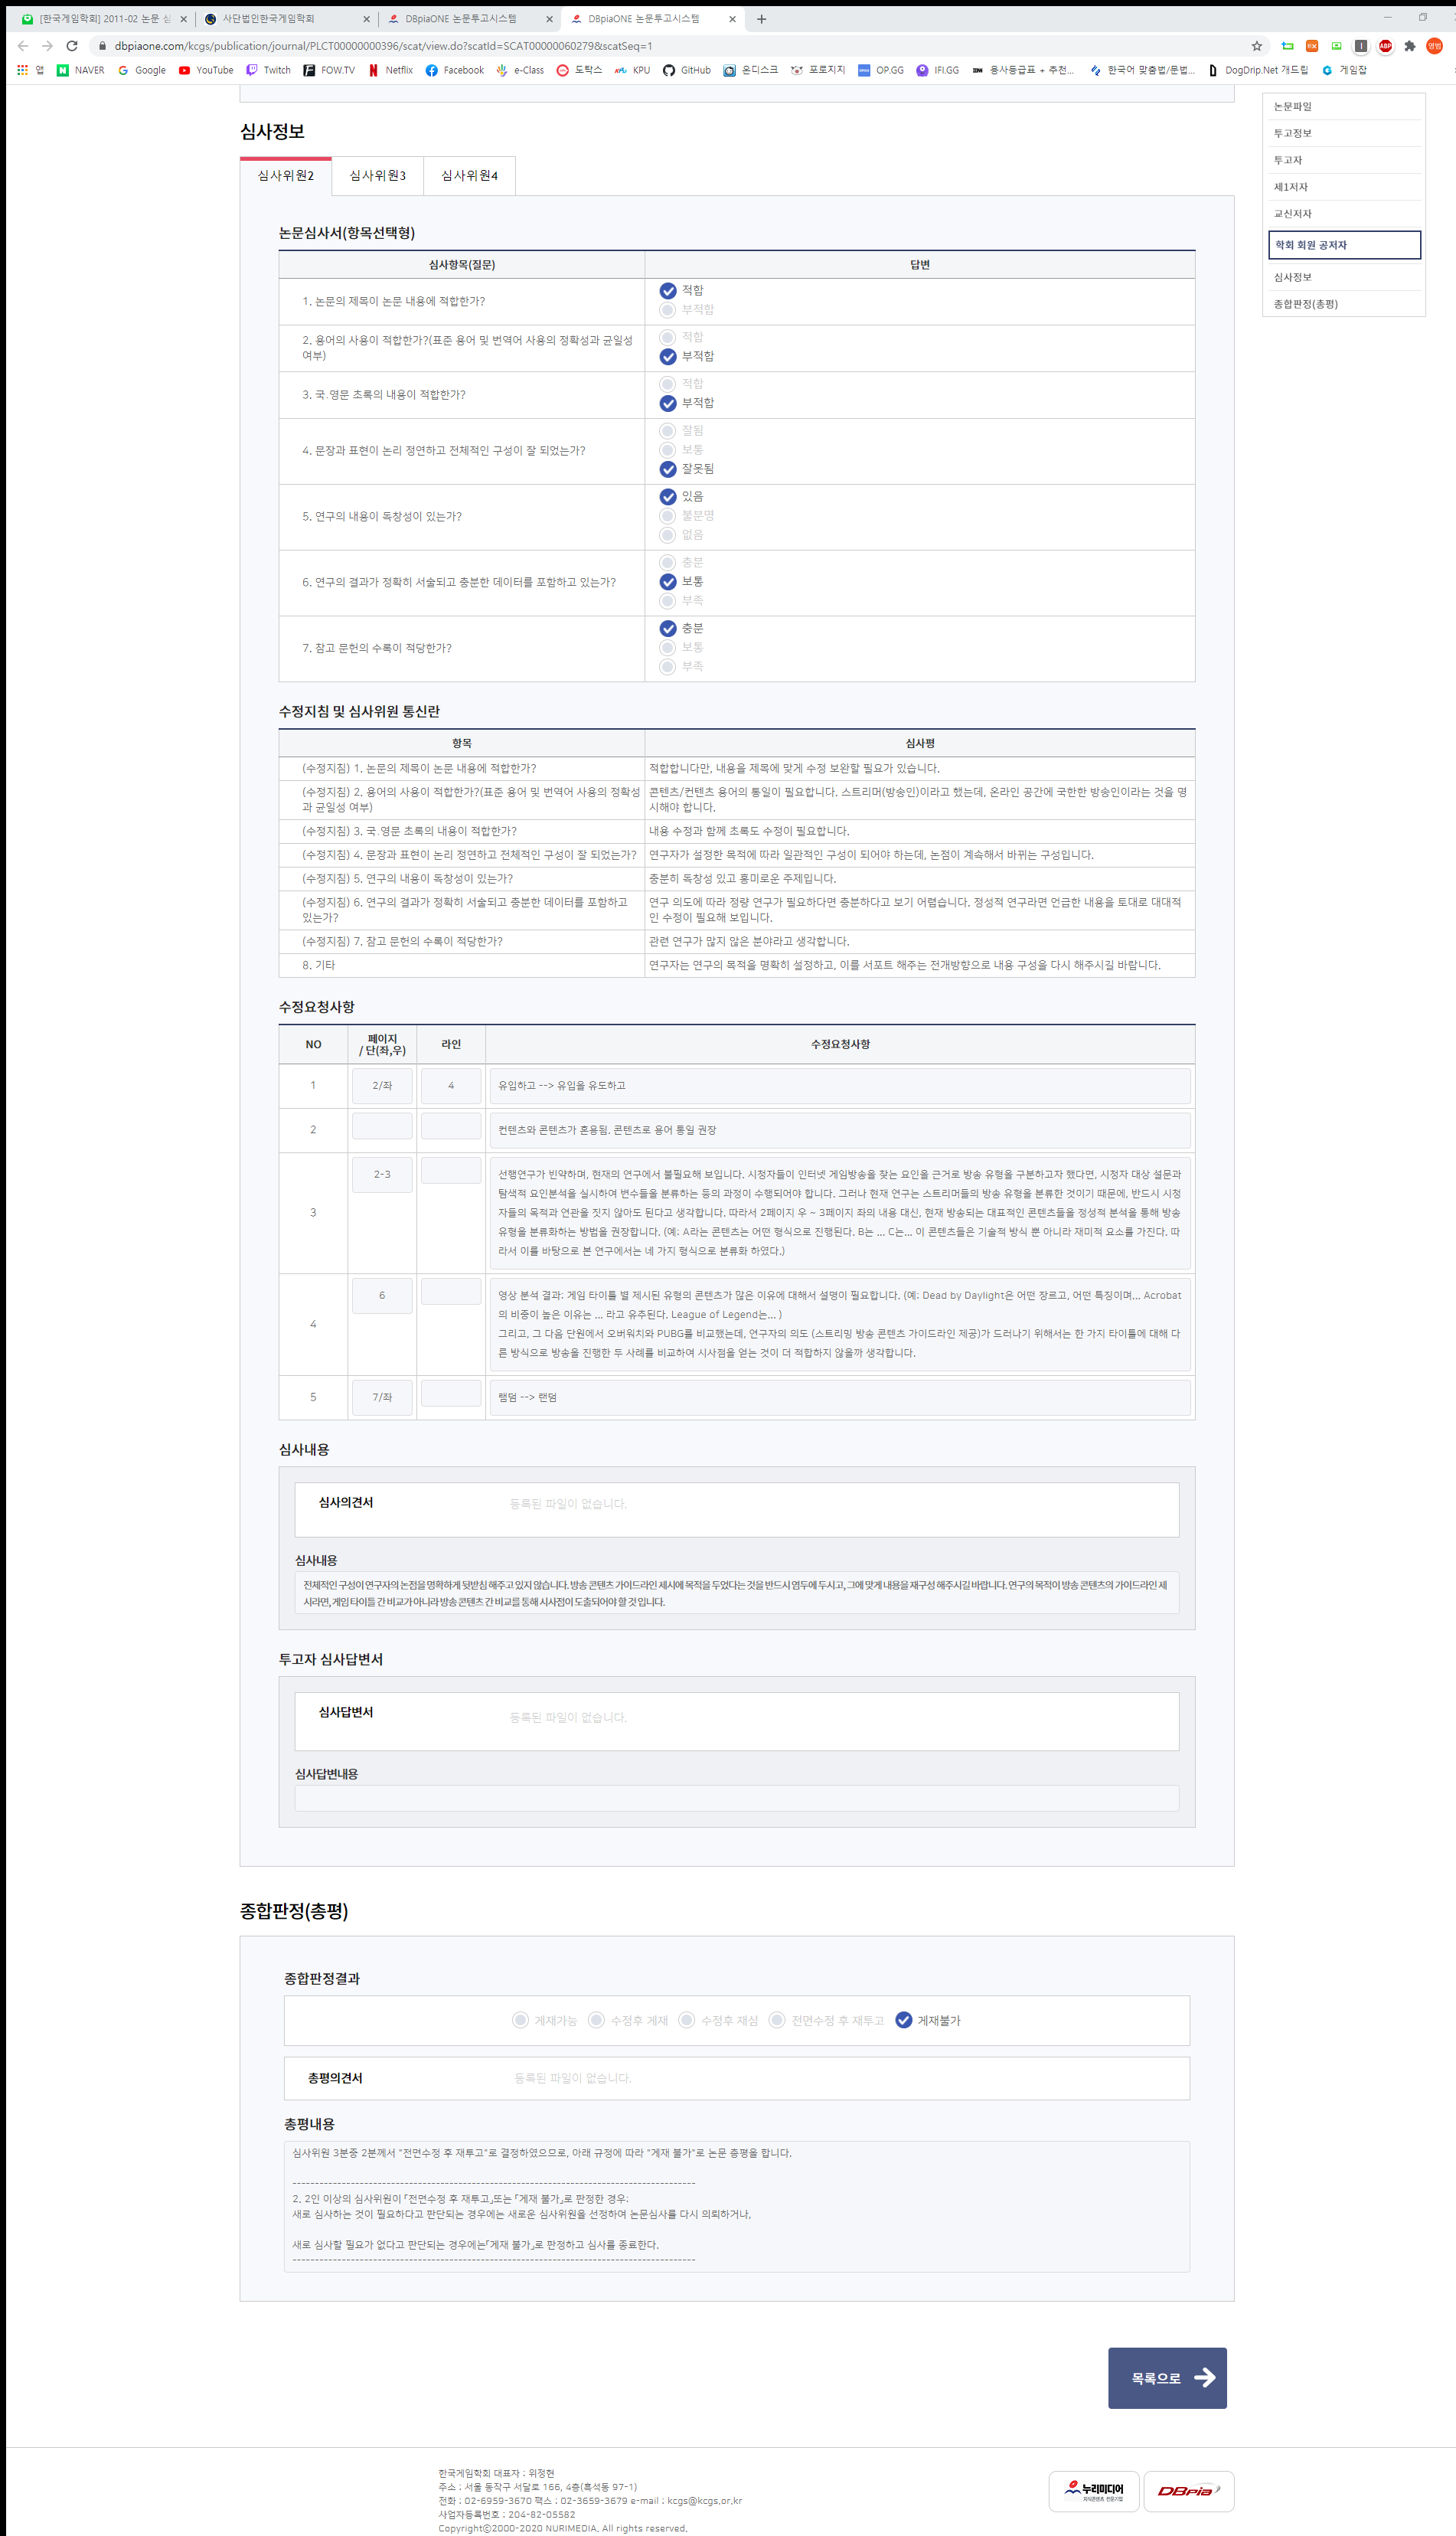 [한국게임학회] 2011-02 논문 심
사단법인한국게임학회
DBpiaONE 논문투고시스템
DBpiaONE 논문투고시스템
dbpiaone.com/kcgs/publication/journal/PLCT00000000396/scat/view.do?scatId=SCAT00000060279&scatSeq=1
앱 NAVER Google YouTube Twitch FOW.TV Netflix Facebook e-Class 도탁스 KPU GitHub 온디스크 포로지지 OP.GG IFI.GG 용사등급표 + 추천... 한국어 맞춤법/문법... DogDrip.Net 개드립 게임잡
논문파일
투고정보
투고자
제1저자
교신저자
학회 회원 공저자
심사정보
종합판정(총평)
심사정보
심사위원2 심사위원3 심사위원4
논문심사서(항목선택형)
심사항목(질문) 답변
1. 논문의 제목이 논문 내용에 적합한가?
적합
부적합
2. 용어의 사용이 적합한가?(표준 용어 및 번역어 사용의 정확성과 균일성
여부)
적합
부적합
3. 국.영문 초록의 내용이 적합한가?
적합
부적합
4. 문장과 표현이 논리 정연하고 전체적인 구성이 잘 되었는가?
잘됨
보통
잘못됨
5. 연구의 내용이 독창성이 있는가?
있음
불분명
없음
6. 연구의 결과가 정확히 서술되고 충분한 데이터를 포함하고 있는가?
충분
보통
부족
7. 참고 문헌의 수록이 적당한가?
충분
보통
부족
수정지침 및 심사위원 통신란
항목 심사평
(수정지침) 1. 논문의 제목이 논문 내용에 적합한가? 적합합니다만, 내용을 제목에 맞게 수정 보완할 필요가 있습니다.
(수정지침) 2. 용어의 사용이 적합한가?(표준 용어 및 번역어 사용의 정확성
과 균일성 여부)
콘텐츠/컨텐츠 용어의 통일이 필요합니다. 스트리머(방송인)이라고 했는데, 온라인 공간에 국한한 방송인이라는 것을 명
시해야 합니다.
(수정지침) 3. 국.영문 초록의 내용이 적합한가? 내용 수정과 함께 초록도 수정이 필요합니다.
(수정지침) 4. 문장과 표현이 논리 정연하고 전체적인 구성이 잘 되었는가? 연구자가 설정한 목적에 따라 일관적인 구성이 되어야 하는데, 논점이 계속해서 바뀌는 구성입니다.
(수정지침) 5. 연구의 내용이 독창성이 있는가? 충분히 독창성 있고 흥미로운 주제입니다.
(수정지침) 6. 연구의 결과가 정확히 서술되고 충분한 데이터를 포함하고
있는가?
연구 의도에 따라 정량 연구가 필요하다면 충분하다고 보기 어렵습니다. 정성적 연구라면 언급한 내용을 토대로 대대적
인 수정이 필요해 보입니다.
(수정지침) 7. 참고 문헌의 수록이 적당한가? 관련 연구가 많지 않은 분야라고 생각합니다.
8. 기타 연구자는 연구의 목적을 명확히 설정하고, 이를 서포트 해주는 전개방향으로 내용 구성을 다시 해주시길 바랍니다.
수정요청사항
NO 페이지 / 단(좌,우) 라인 수정요청사항
1 2/좌 4 유입하고 --> 유입을 유도하고
2 컨텐츠와 콘텐츠가 혼용됨. 콘텐츠로 용어 통일 권장
3 2-3
선행연구가 빈약하며, 현재의 연구에서 불필요해 보입니다. 시청자들이 인터넷 게임방송을 찾는 요인을 근거로 방송 유형을 구분하고자 했다면, 시청자 대상 설문과
탐색적 요인분석을 실시하여 변수들을 분류하는 등의 과정이 수행되어야 합니다. 그러나 현재 연구는 스트리머들의 방송 유형을 분류한 것이기 때문에, 반드시 시청
자들의 목적과 연관을 짓지 않아도 된다고 생각합니다. 따라서 2페이지 우 ~ 3페이지 좌의 내용 대신, 현재 방송되는 대표적인 콘텐츠들을 정성적 분석을 통해 방송
유형을 분류화하는 방법을 권장합니다. (예: A라는 콘텐츠는 어떤 형식으로 진행된다. B는 ... C는... 이 콘텐츠들은 기술적 방식 뿐 아니라 재미적 요소를 가진다. 따
라서 이를 바탕으로 본 연구에서는 네 가지 형식으로 분류화 하였다.)
4 6
영상 분석 결과: 게임 타이틀 별 제시된 유형의 콘텐츠가 많은 이유에 대해서 설명이 필요합니다. (예: Dead by Daylight은 어떤 장르고, 어떤 특징이며... Acrobat
의 비중이 높은 이유는 ... 라고 유추된다. League of Legend는... )
그리고, 그 다음 단원에서 오버워치와 PUBG를 비교했는데, 연구자의 의도 (스트리밍 방송 콘텐츠 가이드라인 제공)가 드러나기 위해서는 한 가지 타이틀에 대해 다
른 방식으로 방송을 진행한 두 사례를 비교하여 시사점을 얻는 것이 더 적합하지 않을까 생각합니다.
5 7/좌 램덤 --> 랜덤
심사내용
심사의견서 등록된 파일이 없습니다.
심사내용
전체적인 구성이 연구자의 논점을 명확하게 뒷받침 해주고 있지 않습니다. 방송 콘텐츠 가이드라인 제시에 목적을 두었다는 것을 반드시 염두에 두시고, 그에 맞게 내용을 재구성 해주시길 바랍니다. 연구의 목적이 방송 콘텐츠의 가이드라인 제
시라면, 게임 타이틀 간 비교가 아니라 방송 콘텐츠 간 비교를 통해 시사점이 도출되어야 할 것 입니다.
투고자 심사답변서
심사답변서 등록된 파일이 없습니다.
심사답변내용
종합판정(총평)
종합판정결과
게재가능 수정후 게재 수정후 재심 전면수정 후 재투고 게재불가
총평의견서 등록된 파일이 없습니다.
총평내용
심사위원 3분중 2분께서 "전면수정 후 재투고"로 결정하였으므로, 아래 규정에 따라 "게재 불가"로 논문 총평을 합니다.
--------------------------------------------------------------------------------
2. 2인 이상의 심사위원이 「전면수정 후 재투고」또는 「게재 불가」로 판정한 경우:
새로 심사하는 것이 필요하다고 판단되는 경우에는 새로운 심사위원을 선정하여 논문심사를 다시 의뢰하거나,
새로 심사할 필요가 없다고 판단되는 경우에는「게재 불가」로 판정하고 심사를 종료한다.
--------------------------------------------------------------------------------
목록으로
한국게임학회 대표자 : 위정현
주소 : 서울 동작구 서달로 166, 4층(흑석동 97-1)
전화 : 02-6959-3670 팩스 : 02-3659-3679 e-mail : kcgs@kcgs.or.kr
사업자등록번호 : 204-82-05582
Copyrightⓒ2000-2020 NURIMEDIA. All rights reserved.
누리미디어
지식콘텐츠 전문기업
DBpia